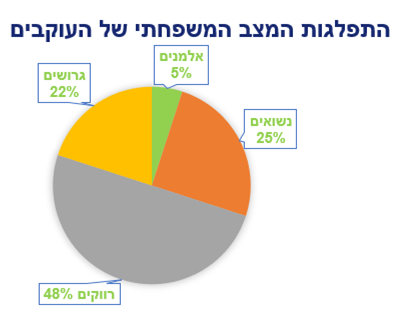 התפלגות המצב המשפחתי של העוקבים
אלמנים
5%
גרושים
22%
נשואים
25%
רווקים 48%